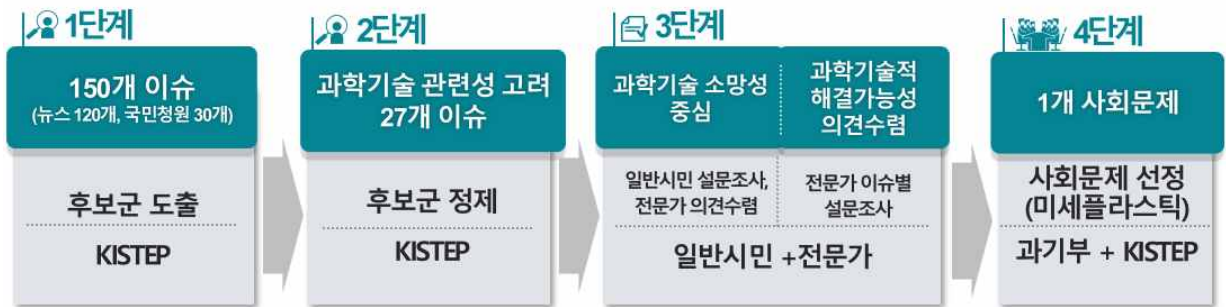 1단계
150개 이슈
(뉴스 120개, 국민청원 30개)
후보군 도출
KISTEP
2단계
과학기술 관련성 고려
27개 이슈
후보군 정제
KISTEP
3단계
과학기술 소망성
중심
과학기술적
해결가능성
의견수렴
일반시민 설문조사,
전문가 의견수렴
전문가 이슈별
설문조사
일반시민 +전문가
4단계
1개 사회문제
사회문제 선정
(미세플라스틱)
과기부 + KISTEP